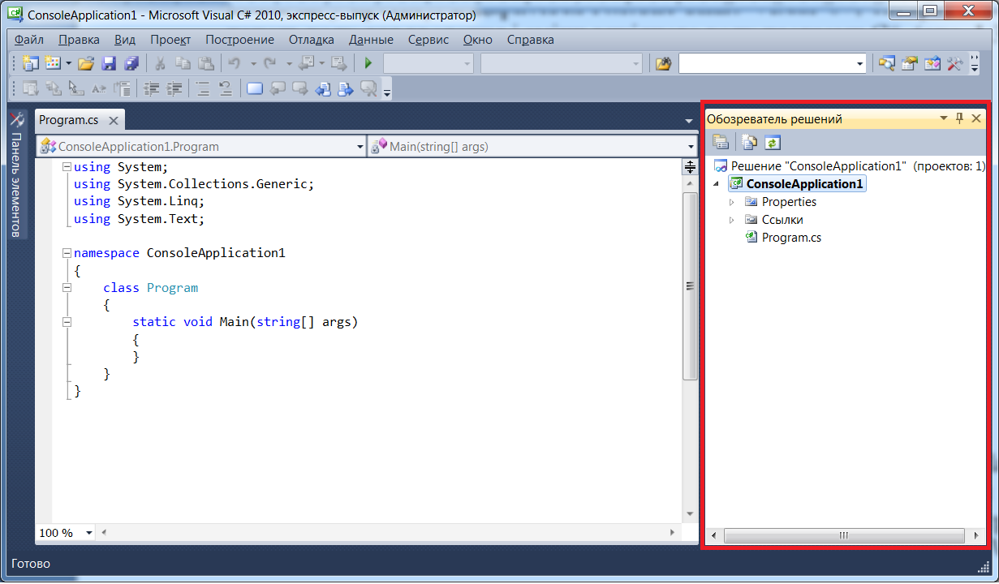 ConsoleApplication1 - Microsoft Visual C# 2010, экспресс-выпуск (Администратор)
Файл Правка Вид Проект Построение Отладка Данные Сервис Окно Справка
Панель элементов
Program.cs
ConsoleApplication1.Program
Main(string[] args)
using System;
using System.Collections.Generic;
using System.Linq;
using System.Text;
namespace ConsoleApplication1
{
class Program
{
static void Main(string[] args)
{
}
}
}
100 %
Обозреватель решений
Решение "ConsoleApplication1" (проектов: 1)
ConsoleApplication1
Properties
Ссылки
Program.cs
Готово